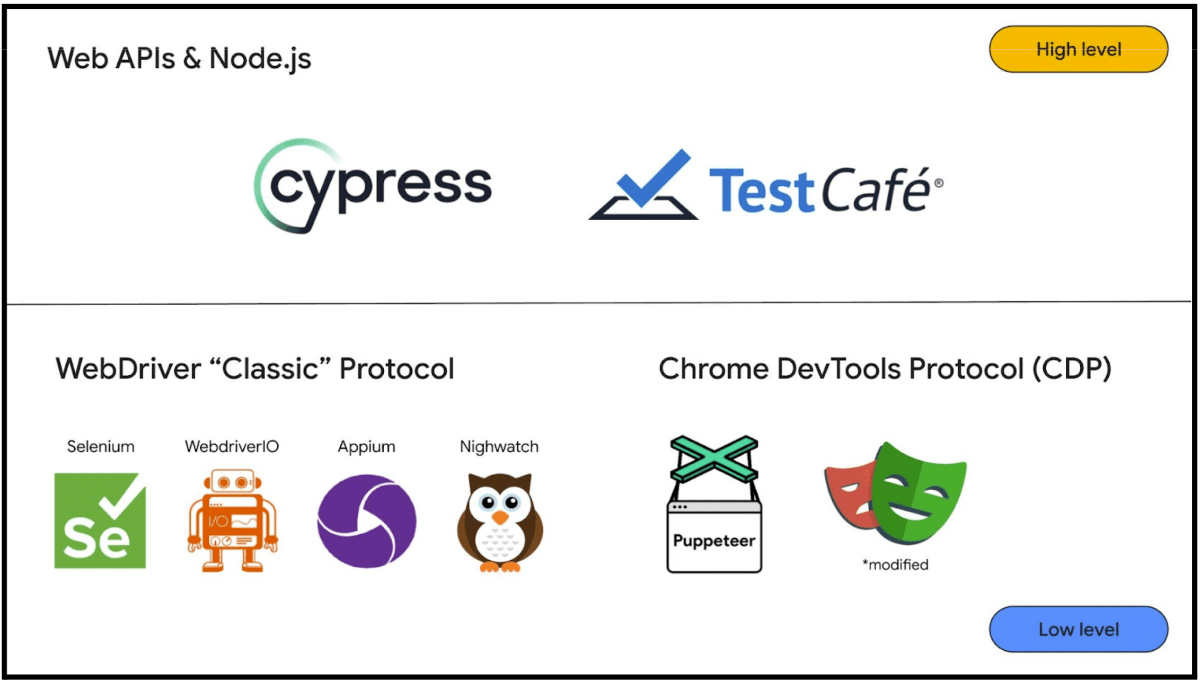 Web APIs & Node.js
High level
cypress
TestCafé®
WebDriver “Classic” Protocol
Chrome DevTools Protocol (CDP)
Selenium
WebdriverIO
Appium
Nighwatch
Se
I/O
Puppeteer
*modified
Low level